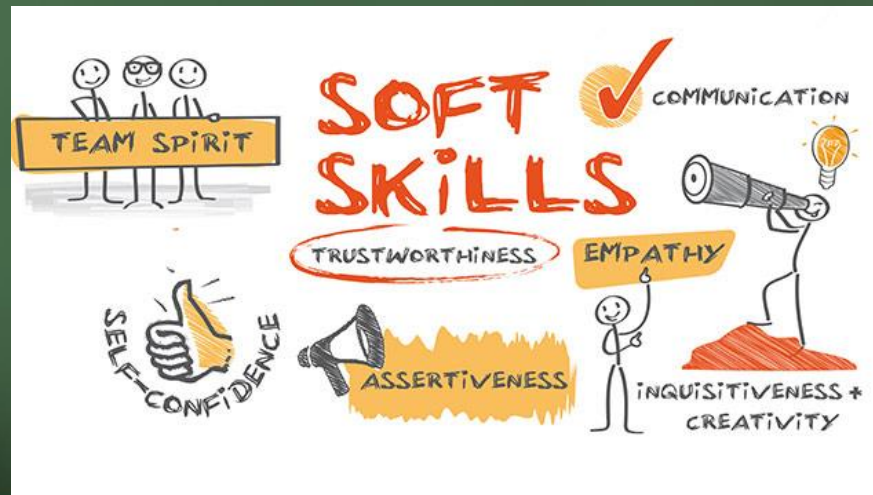 SOFT
SKILLS
TEAM SPIRIT
COMMUNICATION
TRUSTWORTHINESS
EMPATHY
SELF-CONFIDENCE
ASSERTIVENESS
INQUISITIVENESS +
CREATIVITY